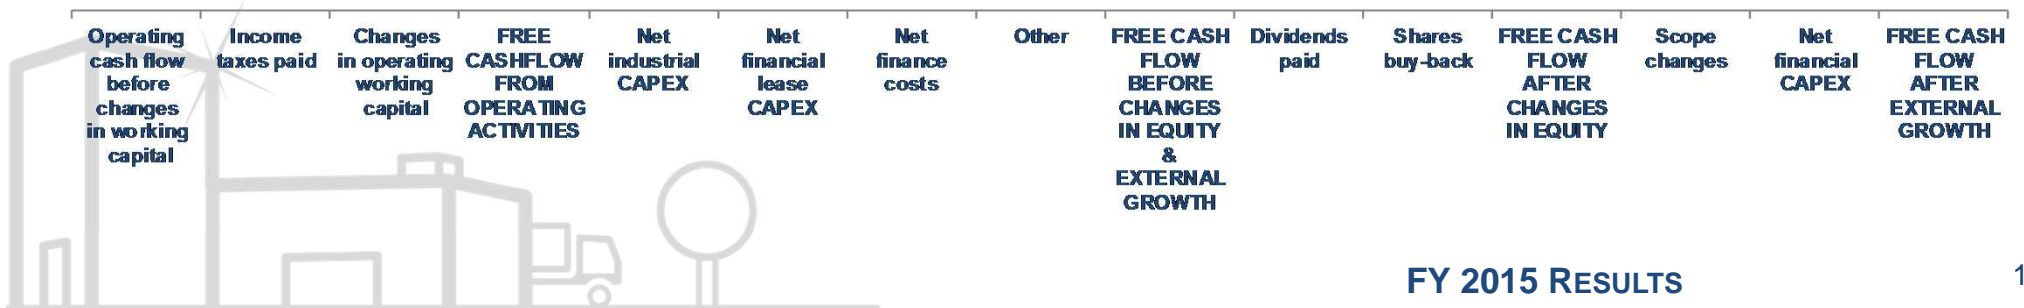 Operating
cash flow
before
changes
in working
capital
Income
taxes paid
Changes
in operating
working
capital
FREE
CASHFLOW
FROM
OPERATING
ACTIVITIES
Net
industrial
CAPEX
Net
financial
lease
CAPEX
Net
finance
costs
Other
FREE CASH
FLOW
BEFORE
CHANGES
IN EQUITY
&
EXTERNAL
GROWTH
Dividends
paid
Shares
buy-back
FREE CASH
FLOW
AFTER
CHANGES
IN EQUITY
Scope
changes
Net
financial
CAPEX
FREE CASH
FLOW
AFTER
EXTERNAL
GROWTH
FY 2015 RESULTS
1